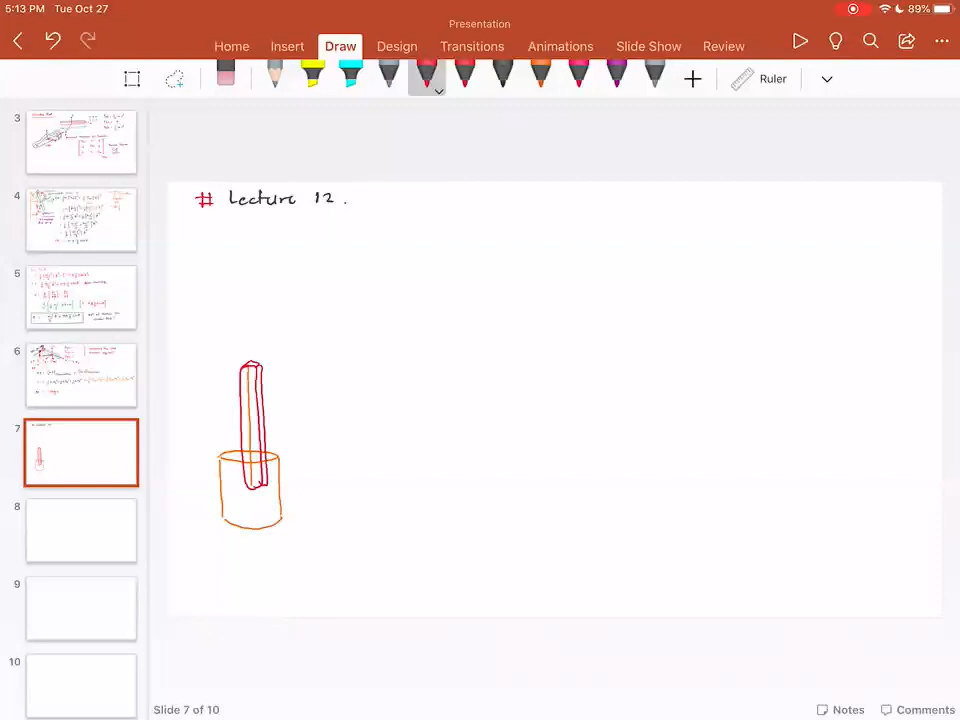 5:13 PM Tue Oct 27
89%
Presentation
Home Insert Draw Design Transitions Animations Slide Show Review
Ruler
3
4
5
6
7
8
9
10
# Lecture 12.
Slide 7 of 10
Notes Comments